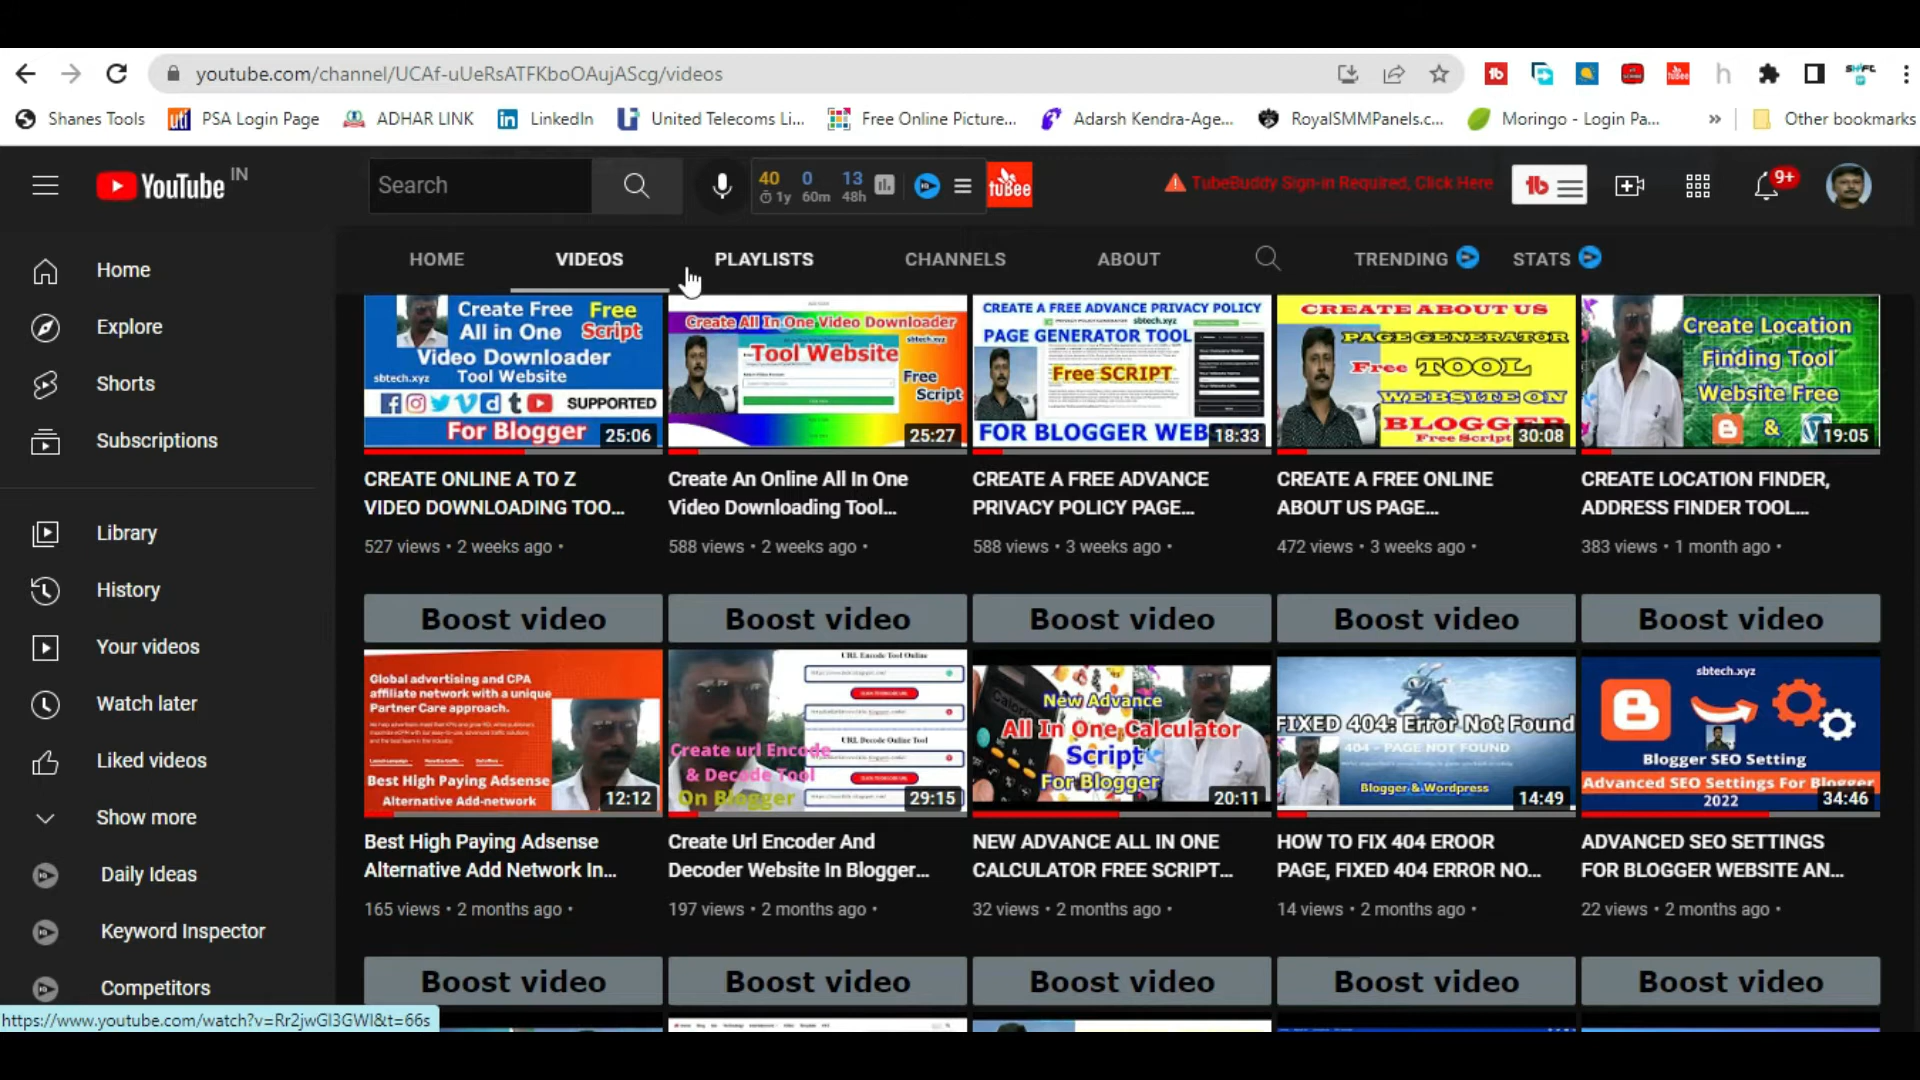 youtube.com/channel/UCAf-uUeRsATFKboOAujAScg/videos
Shanes Tools
PSA Login Page
ADHAR LINK
LinkedIn
United Telecoms Li...
Free Online Picture...
Adarsh Kendra-Age...
RoyalSMMPanels.c...
Moringo - Login Pa...
»
Other bookmarks
YouTube IN
Search
40 0 13
1y 60m 48h
tuBee
TubeBuddy Sign-in Required, Click Here
9+
HOME VIDEOS PLAYLISTS CHANNELS ABOUT TRENDING STATS
Home
Explore
Shorts
Subscriptions
Library
History
Your videos
Watch later
Liked videos
Show more
Daily Ideas
Keyword Inspector
Competitors
Create Free
All in One
Free
Script
Video Downloader
sbtech.xyz
Tool Website
SUPPORTED
For Blogger
25:06
CREATE ONLINE A TO Z
VIDEO DOWNLOADING TOO...
527 views • 2 weeks ago •
Create All In One Video Downloader
sbtech.xyz
Tool Website
Free
Script
25:27
Create An Online All In One
Video Downloading Tool...
588 views • 2 weeks ago •
CREATE A FREE ADVANCE PRIVACY POLICY
sbtech.xyz
PAGE GENERATOR TOOL
Free SCRIPT
FOR BLOGGER WEB
18:33
CREATE A FREE ADVANCE
PRIVACY POLICY PAGE...
588 views • 3 weeks ago •
CREATE ABOUT US
PAGE GENERATOR
Free TOOL
WEBSITE ON
BLOGGER
Free Script
30:08
CREATE A FREE ONLINE
ABOUT US PAGE...
472 views • 3 weeks ago •
Create Location
Finding Tool
Website Free
&
19:05
CREATE LOCATION FINDER,
ADDRESS FINDER TOOL...
383 views • 1 month ago •
Boost video
Boost video
Boost video
Boost video
Boost video
Global advertising and CPA
affiliate network with a unique
Partner Care approach.
Best High Paying Adsense
Alternative Add-network
12:12
Best High Paying Adsense
Alternative Add Network In...
165 views • 2 months ago •
URL Encode Tool Online
URL Decode Online Tool
Create url Encode
& Decode Tool
On Blogger
29:15
Create Url Encoder And
Decoder Website In Blogger...
197 views • 2 months ago •
New Advance
All In One Calculator
Script
For Blogger
20:11
NEW ADVANCE ALL IN ONE
CALCULATOR FREE SCRIPT...
32 views • 2 months ago •
FIXED 404: Error Not Found
404 - PAGE NOT FOUND
Blogger & Wordpress
14:49
HOW TO FIX 404 EROOR
PAGE, FIXED 404 ERROR NO...
14 views • 2 months ago •
sbtech.xyz
Blogger SEO Setting
Advanced SEO Settings For Blogger
2022
34:46
ADVANCED SEO SETTINGS
FOR BLOGGER WEBSITE AN...
22 views • 2 months ago •
Boost video
Boost video
Boost video
Boost video
Boost video
https://www.youtube.com/watch?v=Rr2jwGl3GWI&t=66s